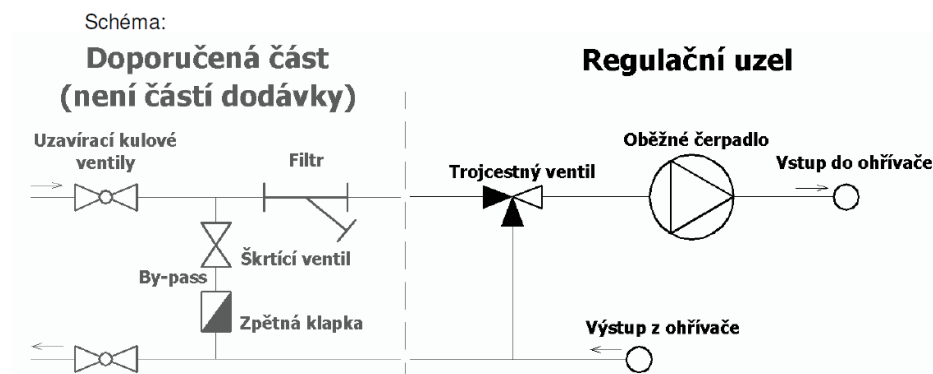 Schéma:
Doporučená část
(není částí dodávky)
Regulační uzel
Uzavírací kulové
ventily
Filtr
Trojcestný ventil
Oběžné čerpadlo
Vstup do ohřívače
Škrtící ventil
By-pass
Zpětná klapka
Výstup z ohřívače